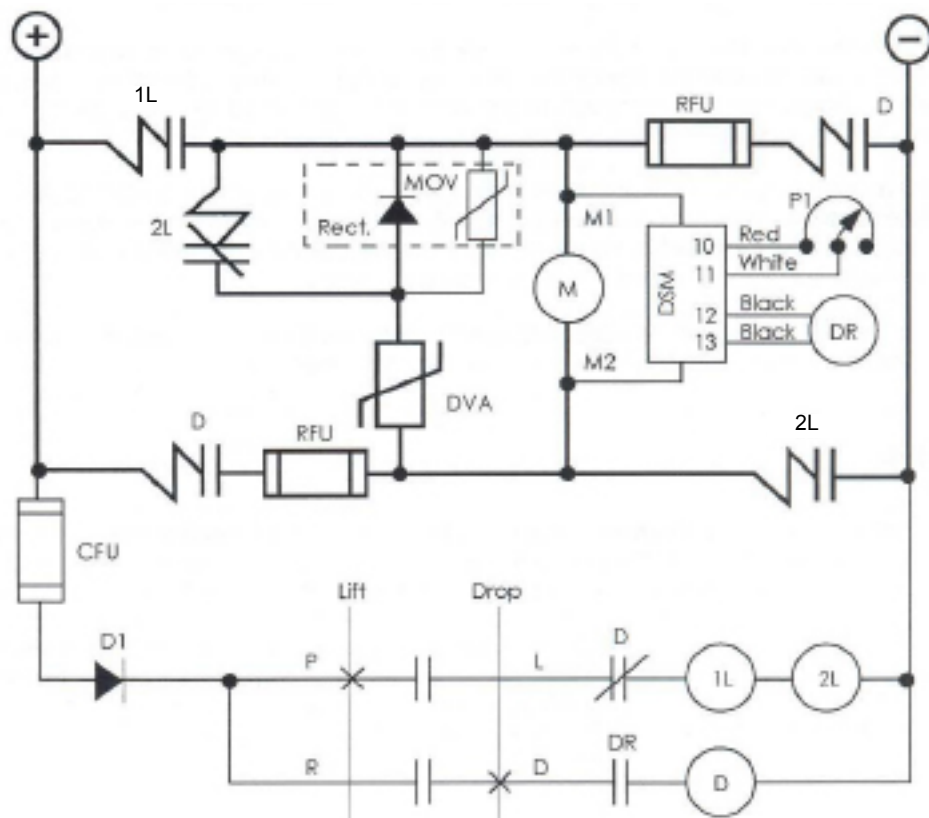 +
−
1L
RFU
D
MOV
P1
Rect.
2L
M1
10
Red
11
White
M
DSM
12
Black
DR
13
Black
M2
DVA
D
RFU
2L
CFU
Lift
Drop
D1
P
L
D
1L
2L
R
D
DR
D